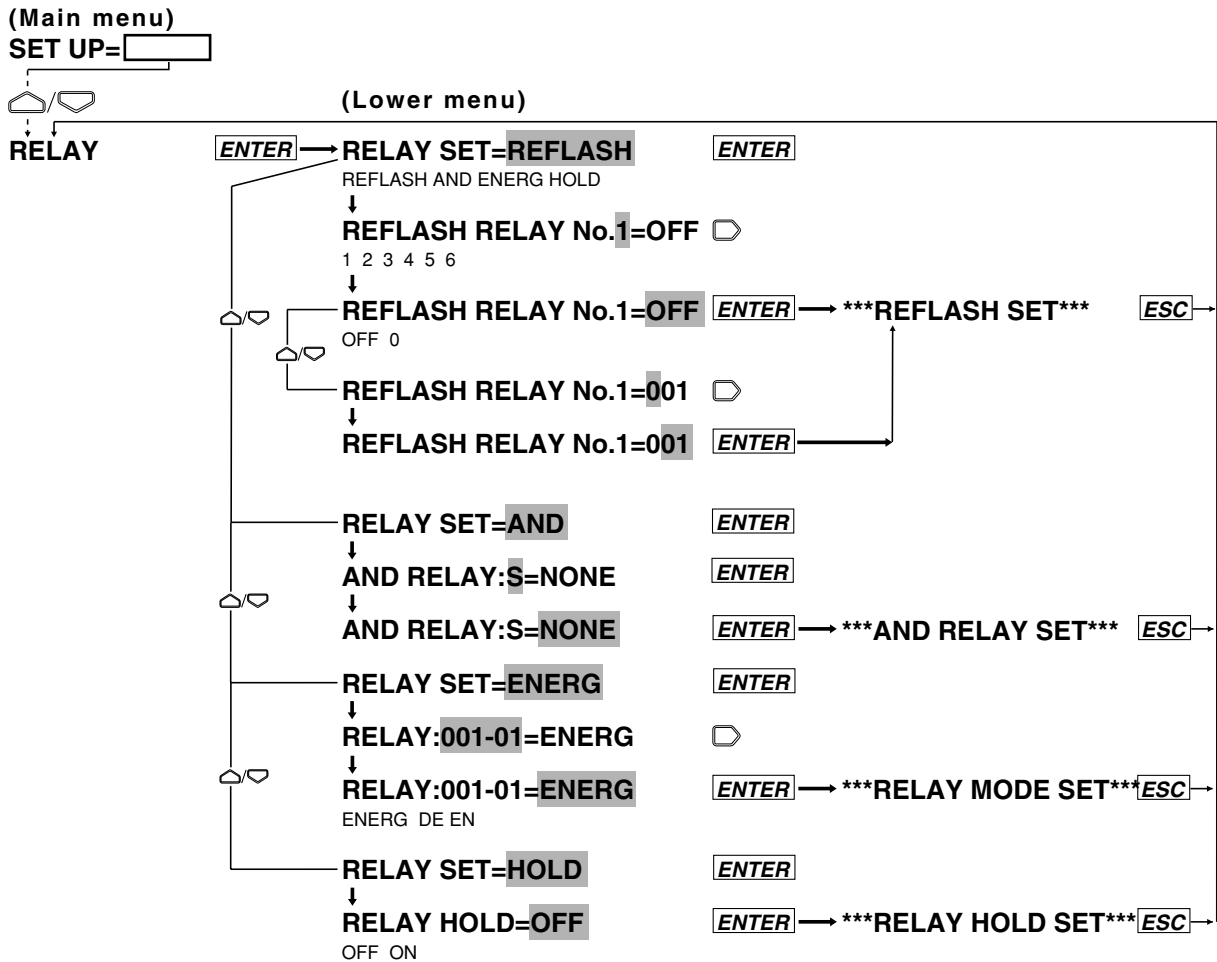 (Main menu)
SET UP=
/
(Lower menu)
RELAY ENTER RELAY SET=REFLASH ENTER
REFLASH AND ENERG HOLD
REFLASH RELAY No.1=OFF
1 2 3 4 5 6
/ REFLASH RELAY No.1=OFF ENTER ***REFLASH SET*** ESC
OFF 0
/
REFLASH RELAY No.1=001
REFLASH RELAY No.1=001 ENTER
RELAY SET=AND ENTER
AND RELAY:S=NONE ENTER
/
AND RELAY:S=NONE ENTER ***AND RELAY SET*** ESC
RELAY SET=ENERG ENTER
RELAY:001-01=ENERG
/
RELAY:001-01=ENERG ENTER ***RELAY MODE SET*** ESC
ENERG DE EN
RELAY SET=HOLD ENTER
RELAY HOLD=OFF ENTER ***RELAY HOLD SET*** ESC
OFF ON